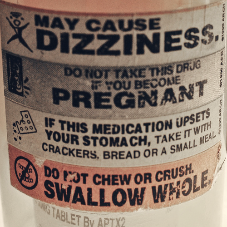 MAY CAUSE
DIZZINESS.
DO NOT TAKE THIS DRUG
IF YOU BECOME
PREGNANT
IF THIS MEDICATION UPSETS
YOUR STOMACH, TAKE IT WITH
CRACKERS, BREAD OR A SMALL MEAL.
DO NOT CHEW OR CRUSH.
SWALLOW WHOLE.
TABLET By APTX2